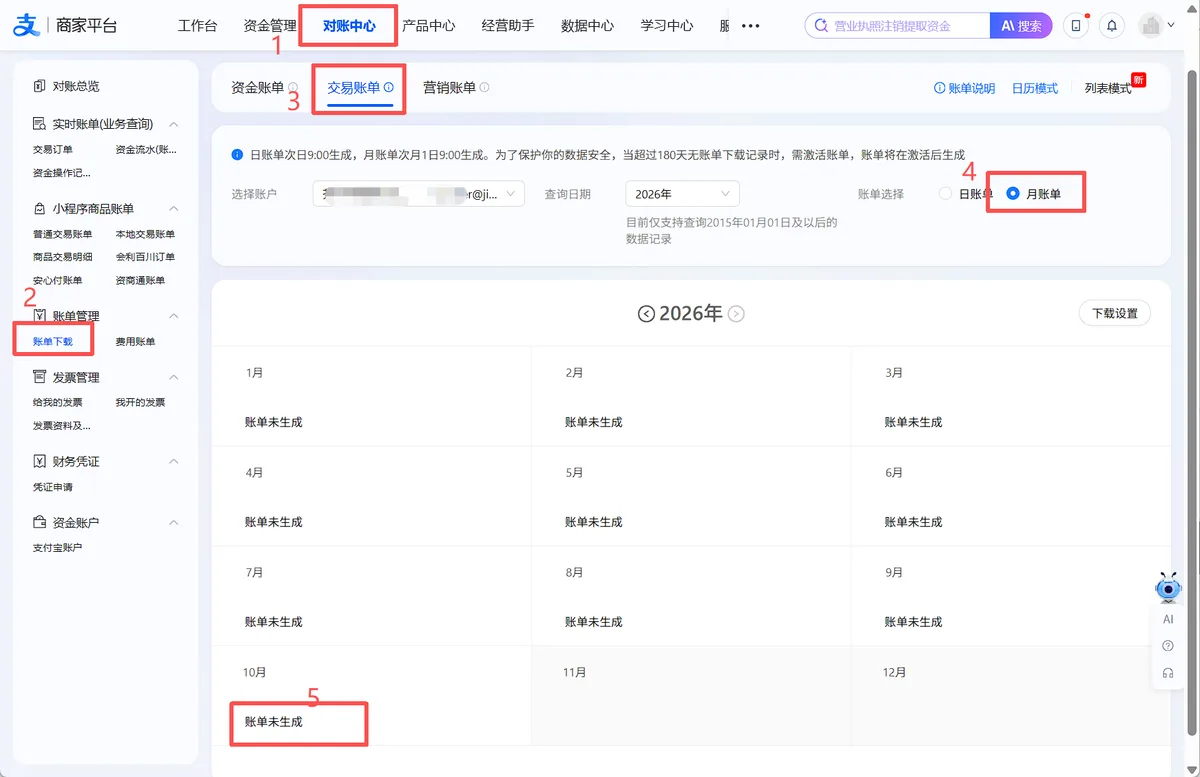 支 商家平台 工作台 资金管理 对账中心 产品中心 经营助手 数据中心 学习中心 ••• 营业执照注销提取资金 AI 搜索
1
对账总览
实时账单(业务查询)
交易订单 资金流水(账...
资金操作记...
小程序商品账单
普通交易账单 本地交易账单
商品交易明细 会利百川订单
安心付账单 资商通账单
2
账单管理
账单下载 费用账单
发票管理
给我的发票 我开的发票
发票资料及...
财务凭证
凭证申请
资金账户
支付宝账户
资金账单 交易账单 营销账单 账单说明 日历模式 列表模式 新
3
日账单次日9:00生成，月账单次月1日9:00生成。为了保护你的数据安全，当超过180天无账单下载记录时，需激活账单，账单将在激活后生成
4
选择账户 er@ji... 查询日期 2026年 账单选择 日账单 月账单
目前仅支持查询2015年01月01日及以后的
数据记录
2026年 下载设置
1月 2月 3月
账单未生成 账单未生成 账单未生成
4月 5月 6月
账单未生成 账单未生成 账单未生成
7月 8月 9月
账单未生成 账单未生成 账单未生成
10月 11月 12月
5
账单未生成
AI